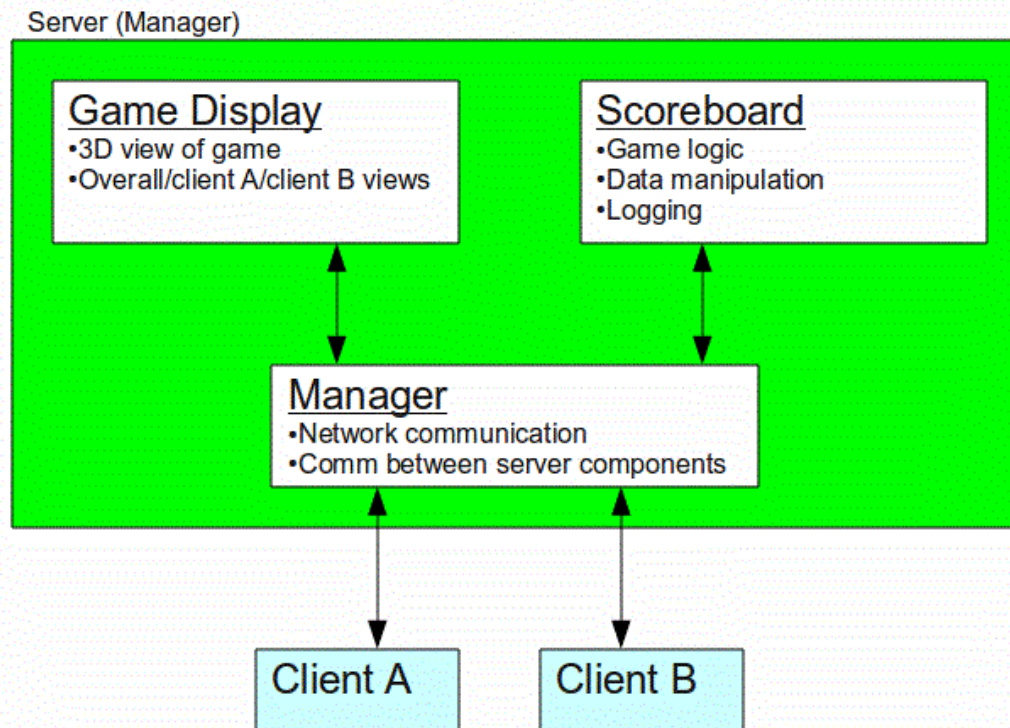 Server (Manager)
Game Display
•3D view of game
•Overall/client A/client B views
Scoreboard
•Game logic
•Data manipulation
•Logging
Manager
•Network communication
•Comm between server components
Client A
Client B